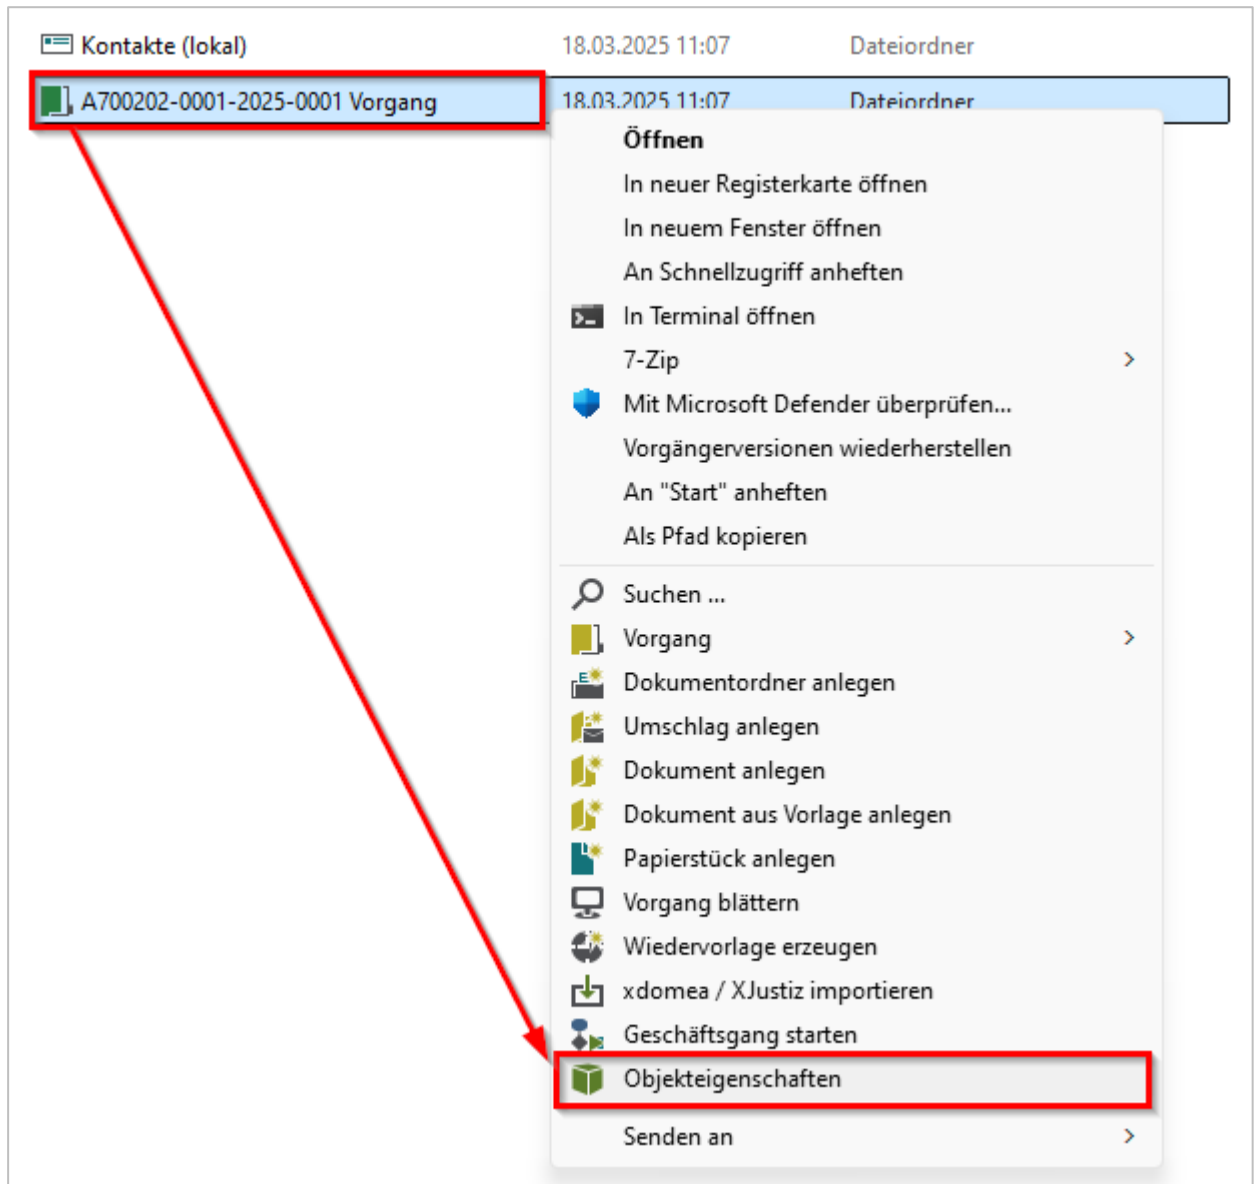 Kontakte (lokal) 18.03.2025 11:07 Dateiordner
A700202-0001-2025-0001 Vorgang 18.03.2025 11:07 Dateiordner
Öffnen
In neuer Registerkarte öffnen
In neuem Fenster öffnen
An Schnellzugriff anheften
In Terminal öffnen
7-Zip
Mit Microsoft Defender überprüfen...
Vorgängerversionen wiederherstellen
An "Start" anheften
Als Pfad kopieren
Suchen ...
Vorgang
Dokumentordner anlegen
Umschlag anlegen
Dokument anlegen
Dokument aus Vorlage anlegen
Papierstück anlegen
Vorgang blättern
Wiedervorlage erzeugen
xdomea / XJustiz importieren
Geschäftsgang starten
Objekteigenschaften
Senden an